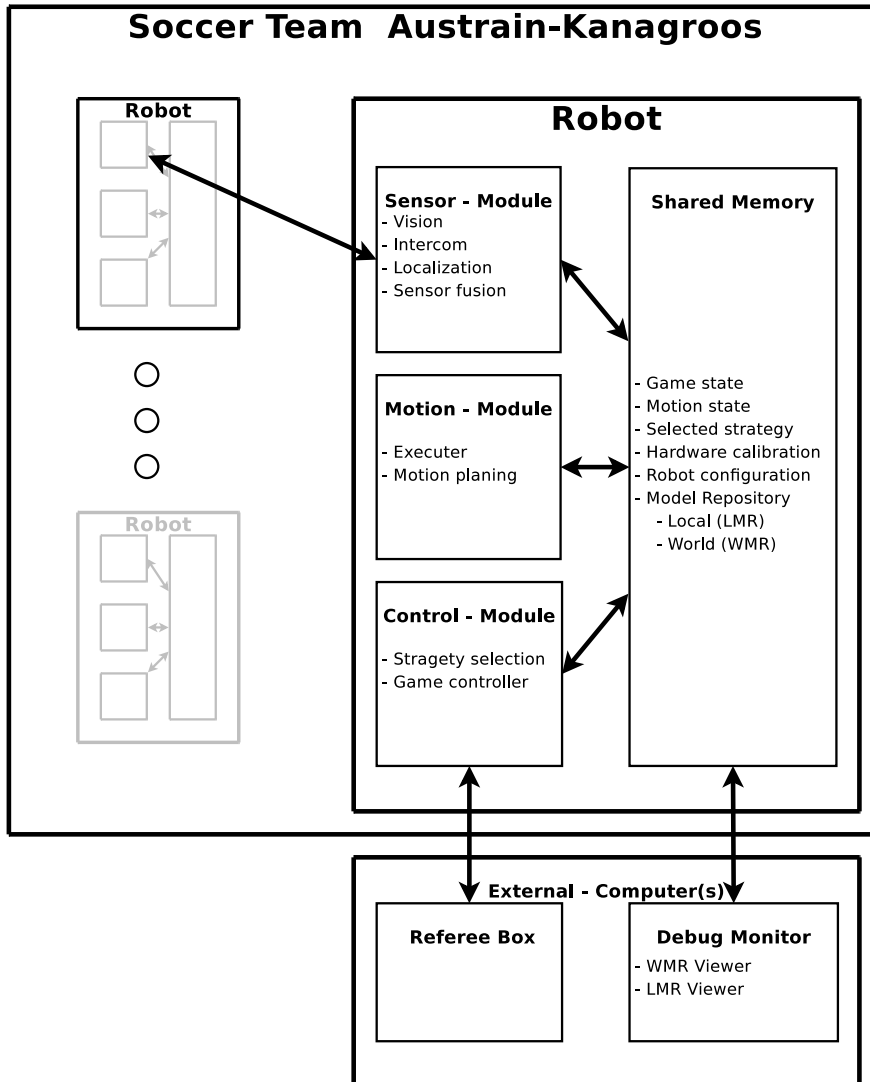 Soccer Team  Austrain-Kanagroos
Robot
Robot
Sensor - Module
- Vision
- Intercom
- Localization
- Sensor fusion
Shared Memory
- Game state
- Motion state
- Selected strategy
- Hardware calibration
- Robot configuration
- Model Repository
- Local (LMR)
- World (WMR)
Motion - Module
- Executer
- Motion planing
Robot
Control - Module
- Stragety selection
- Game controller
External - Computer(s)
Referee Box
Debug Monitor
- WMR Viewer
- LMR Viewer